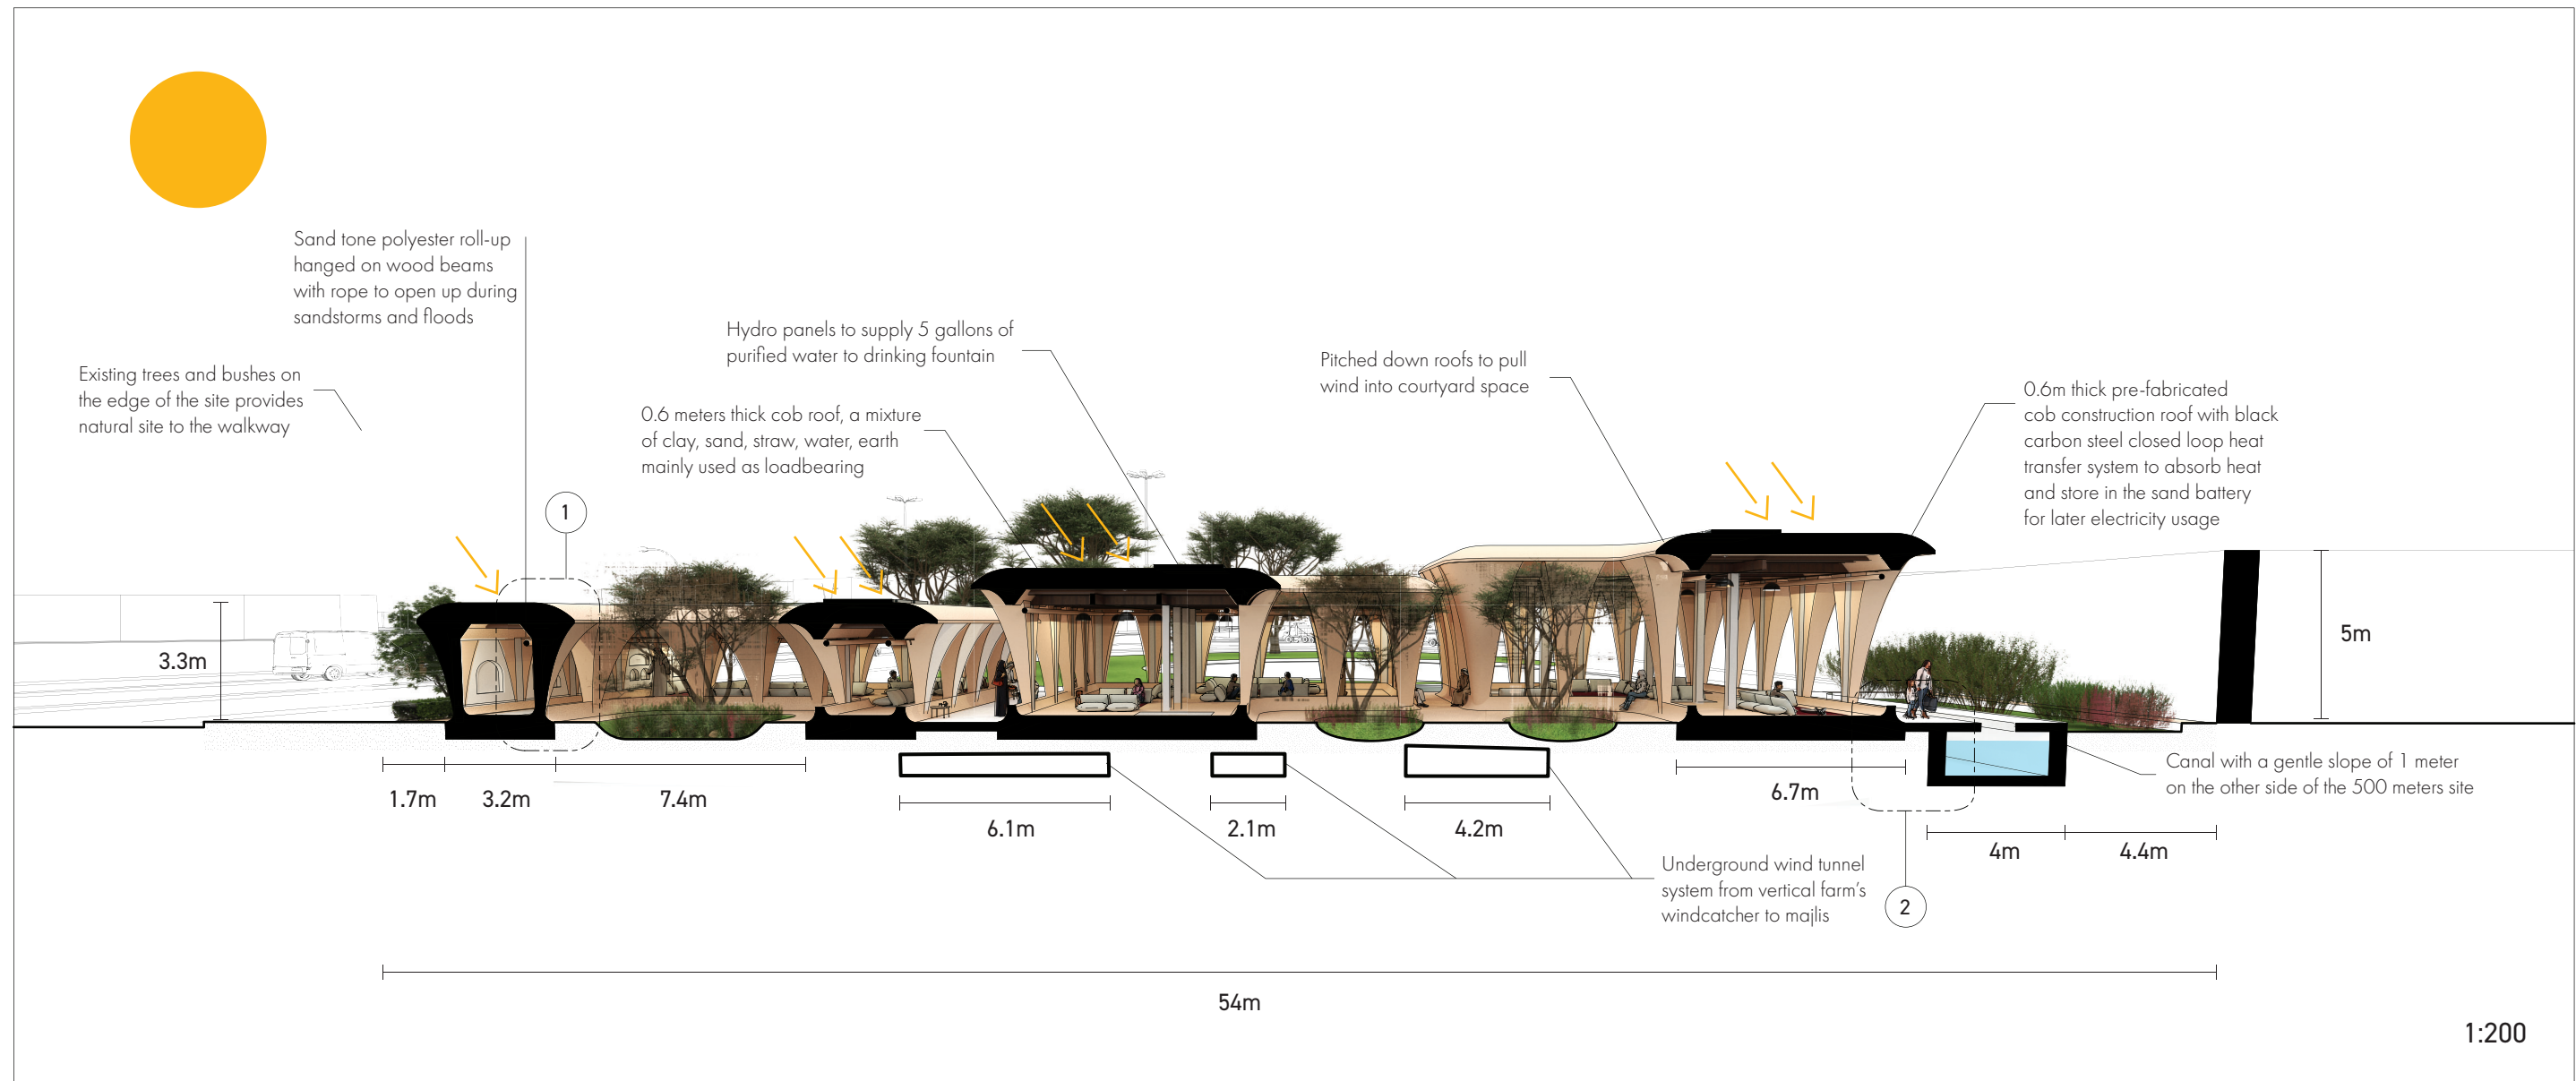 Sand tone polyester roll-up
hanged on wood beams
with rope to open up during
sandstorms and floods
Existing trees and bushes on
the edge of the site provides
natural site to the walkway
Hydro panels to supply 5 gallons of
purified water to drinking fountain
0.6 meters thick cob roof, a mixture
of clay, sand, straw, water, earth
mainly used as loadbearing
Pitched down roofs to pull
wind into courtyard space
0.6m thick pre-fabricated
cob construction roof with black
carbon steel closed loop heat
transfer system to absorb heat
and store in the sand battery
for later electricity usage
1
3.3m
5m
1.7m
3.2m
7.4m
6.1m
2.1m
4.2m
6.7m
Canal with a gentle slope of 1 meter
on the other side of the 500 meters site
4m
4.4m
Underground wind tunnel
system from vertical farm's
windcatcher to majlis
2
54m
1:200